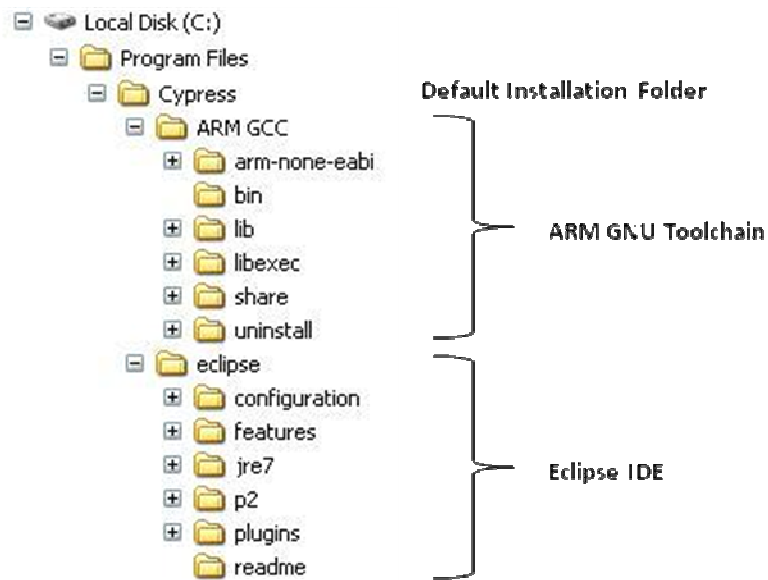 Local Disk (C:)
Program Files
Cypress
Default Installation Folder
ARM GCC
arm-none-eabi
bin
lib
ARM GNU Toolchain
libexec
share
uninstall
eclipse
configuration
features
jre7
Eclipse IDE
p2
plugins
readme